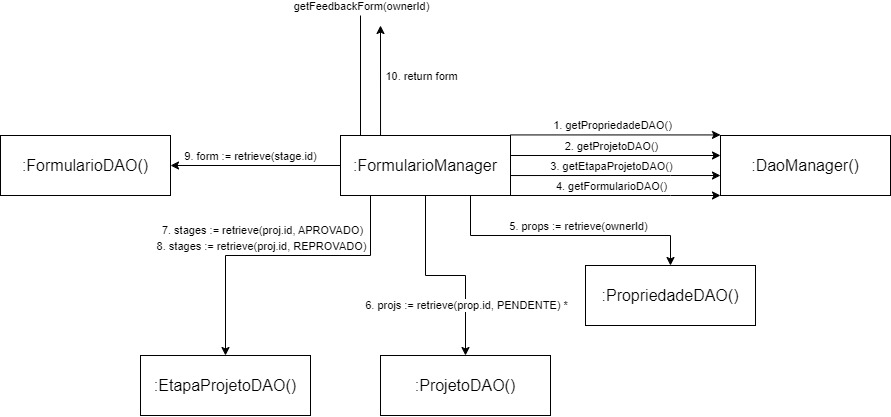 getFeedbackForm(ownerId)
10. return form
1. getPropriedadeDAO()
2. getProjetoDAO()
3. getEtapaProjetoDAO()
4. getFormularioDAO()
9. form := retrieve(stage.id)
:FormularioDAO()
:FormularioManager
:DaoManager()
7. stages := retrieve(proj.id, APROVADO)
8. stages := retrieve(proj.id, REPROVADO)
5. props := retrieve(ownerId)
6. projs := retrieve(prop.id, PENDENTE) *
:PropriedadeDAO()
:EtapaProjetoDAO()
:ProjetoDAO()